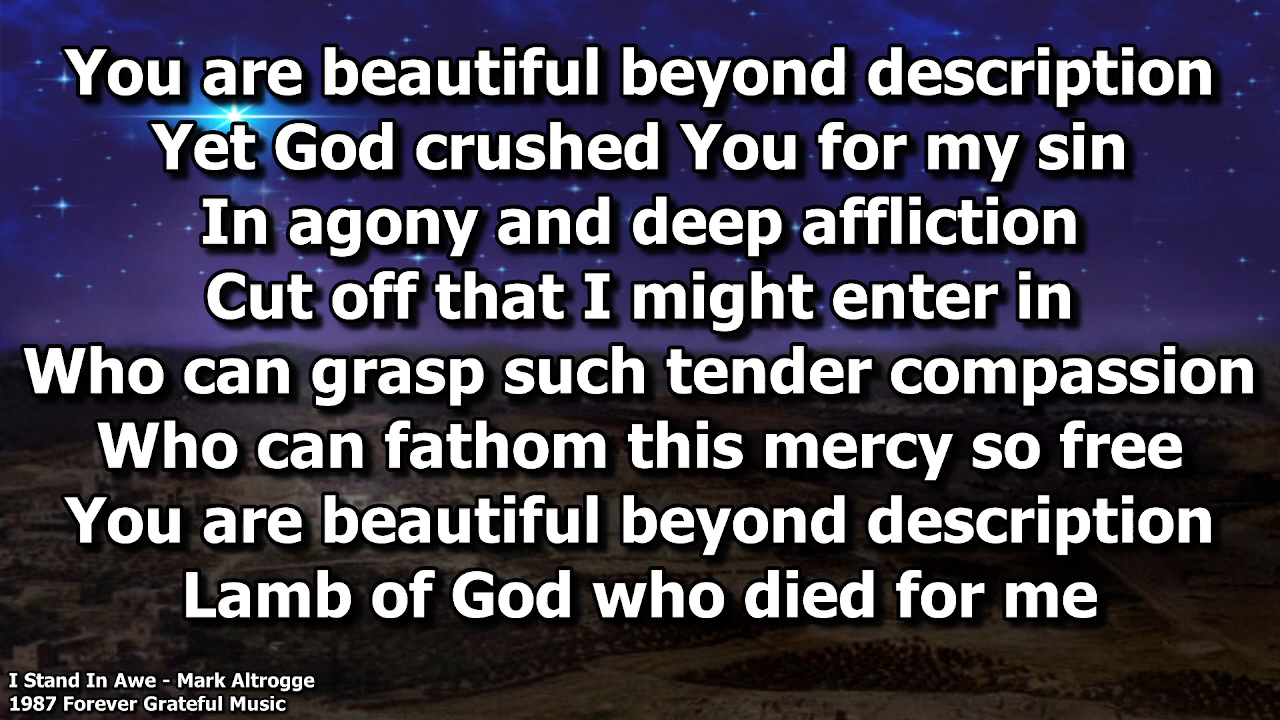 You are beautiful beyond description
Yet God crushed You for my sin
In agony and deep affliction
Cut off that I might enter in
Who can grasp such tender compassion
Who can fathom this mercy so free
You are beautiful beyond description
Lamb of God who died for me
I Stand In Awe - Mark Altrogge
1987 Forever Grateful Music